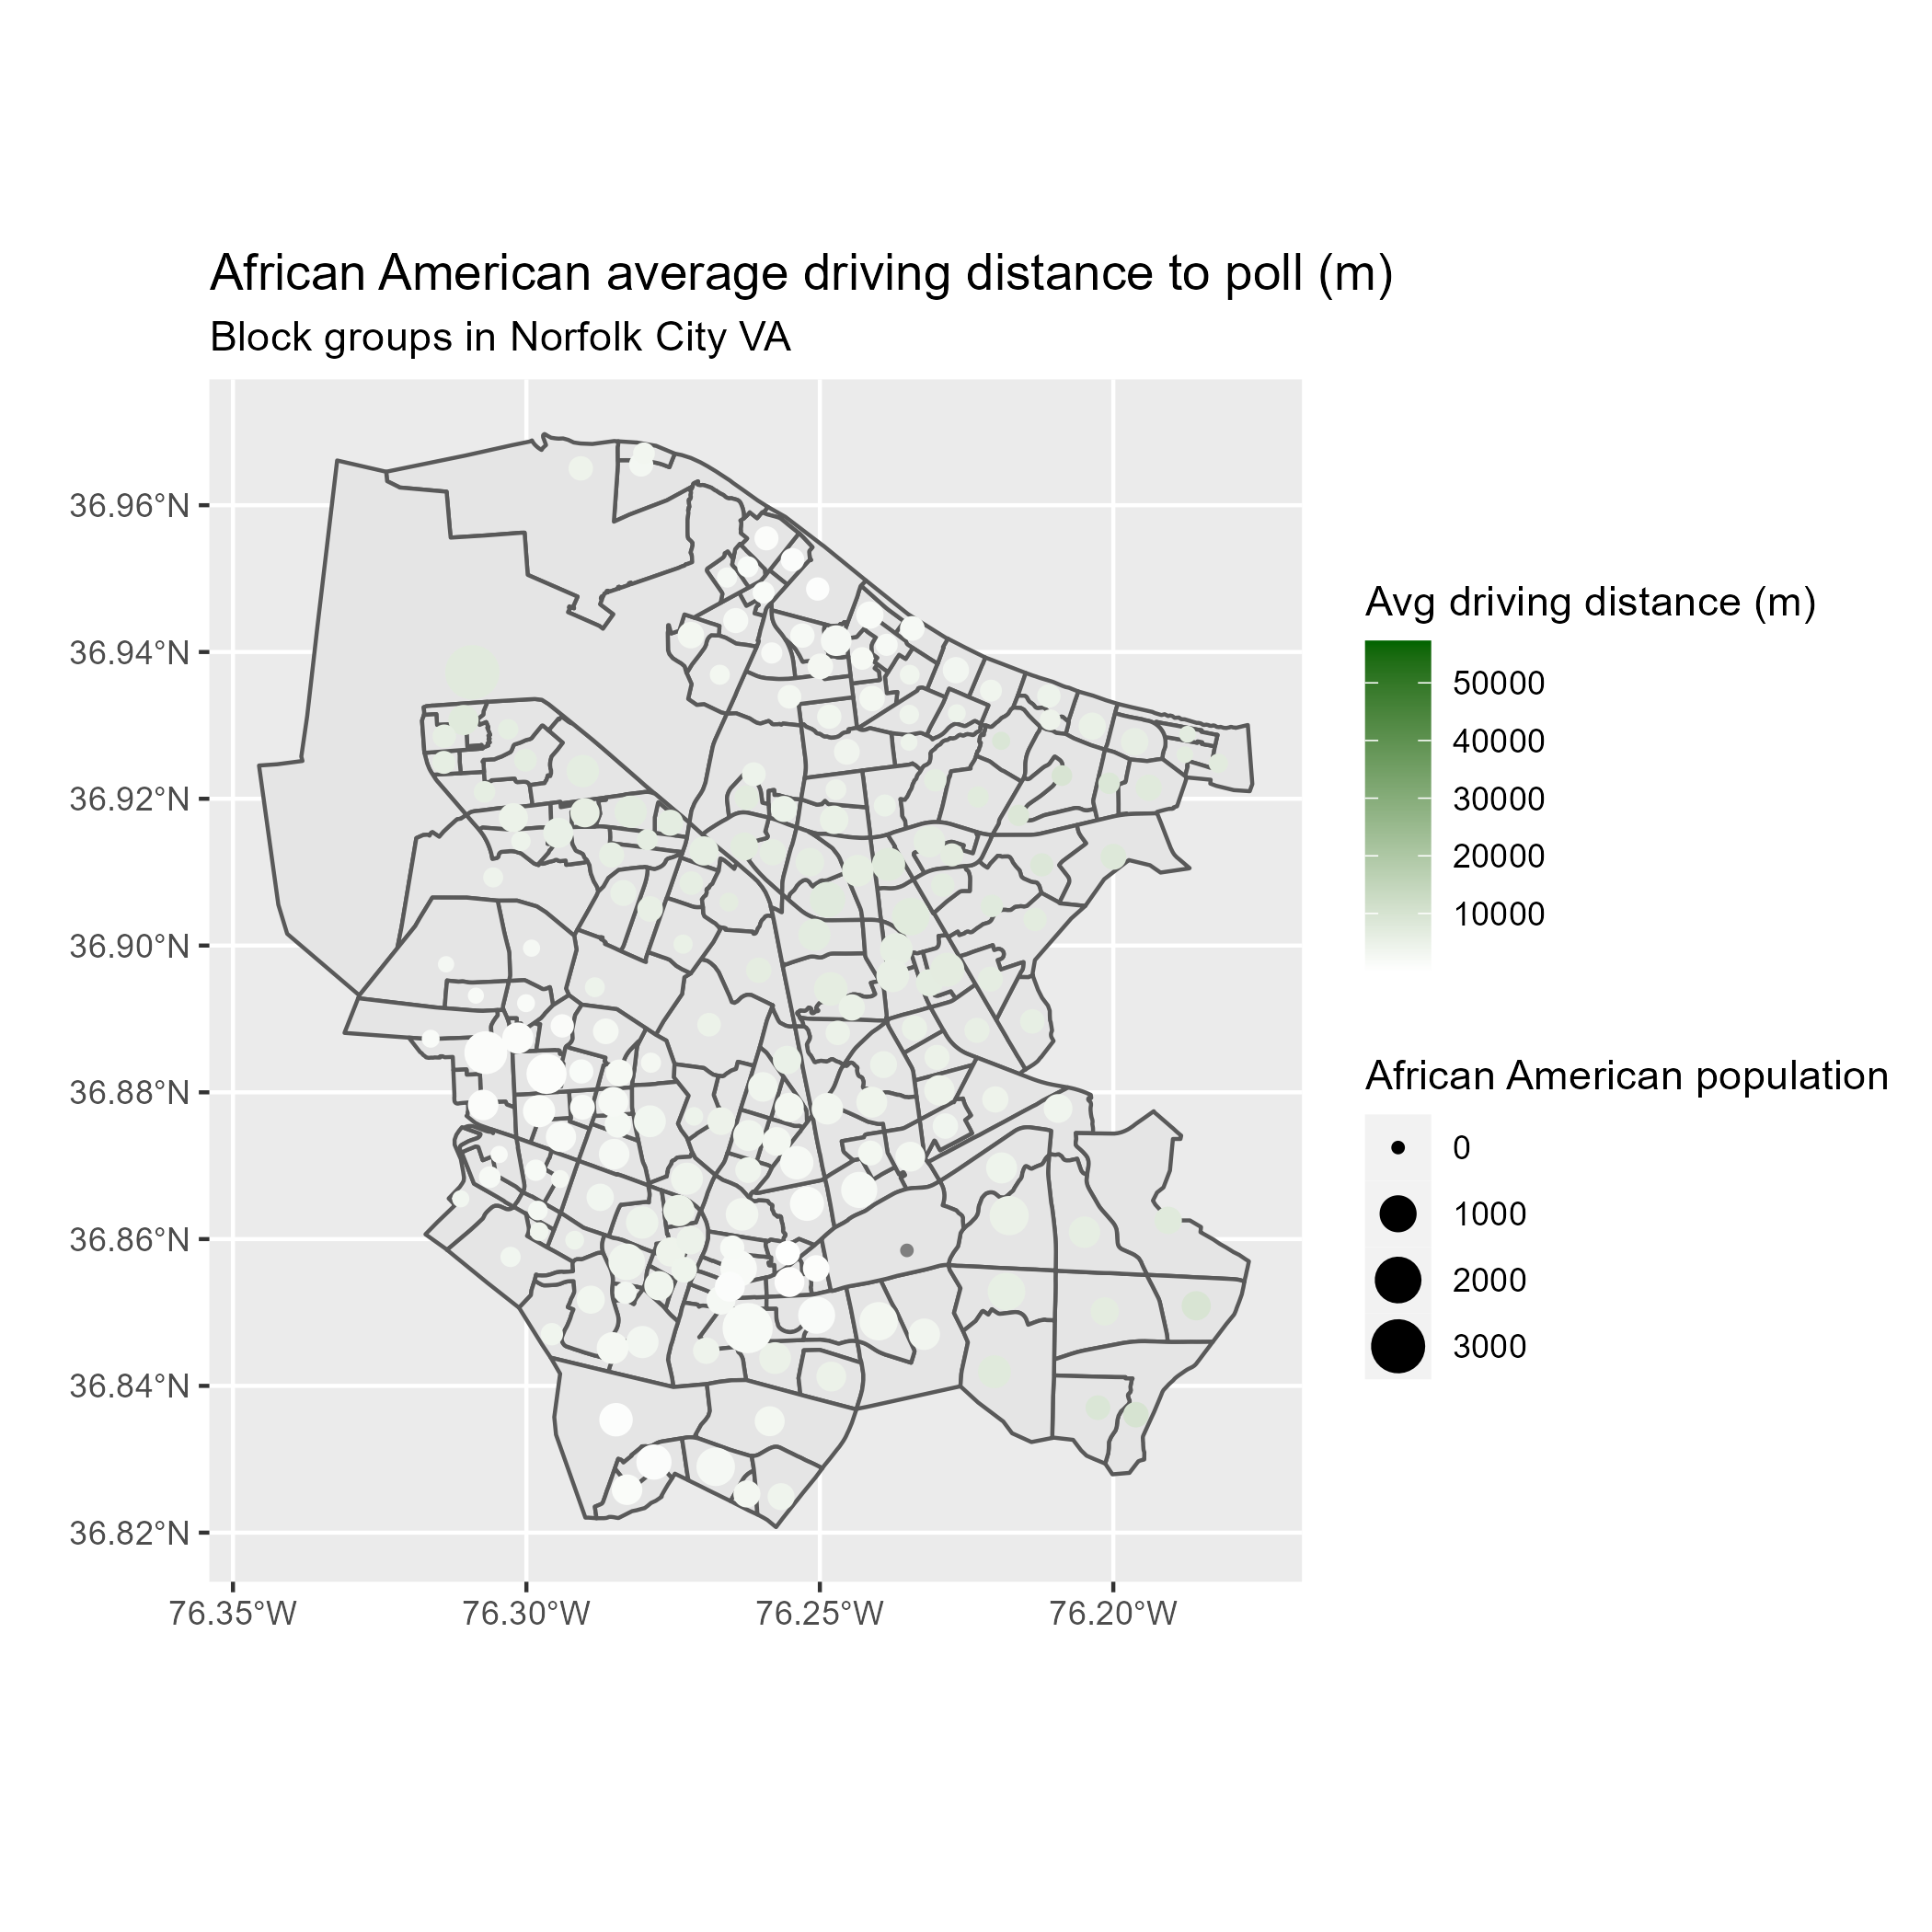 African American average driving distance to poll (m)
Block groups in Norfolk City VA
36.96°N
36.94°N
36.92°N
36.90°N
36.88°N
36.86°N
36.84°N
36.82°N
76.35°W
76.30°W
76.25°W
76.20°W
Avg driving distance (m)
50000
40000
30000
20000
10000
African American population
0
1000
2000
3000